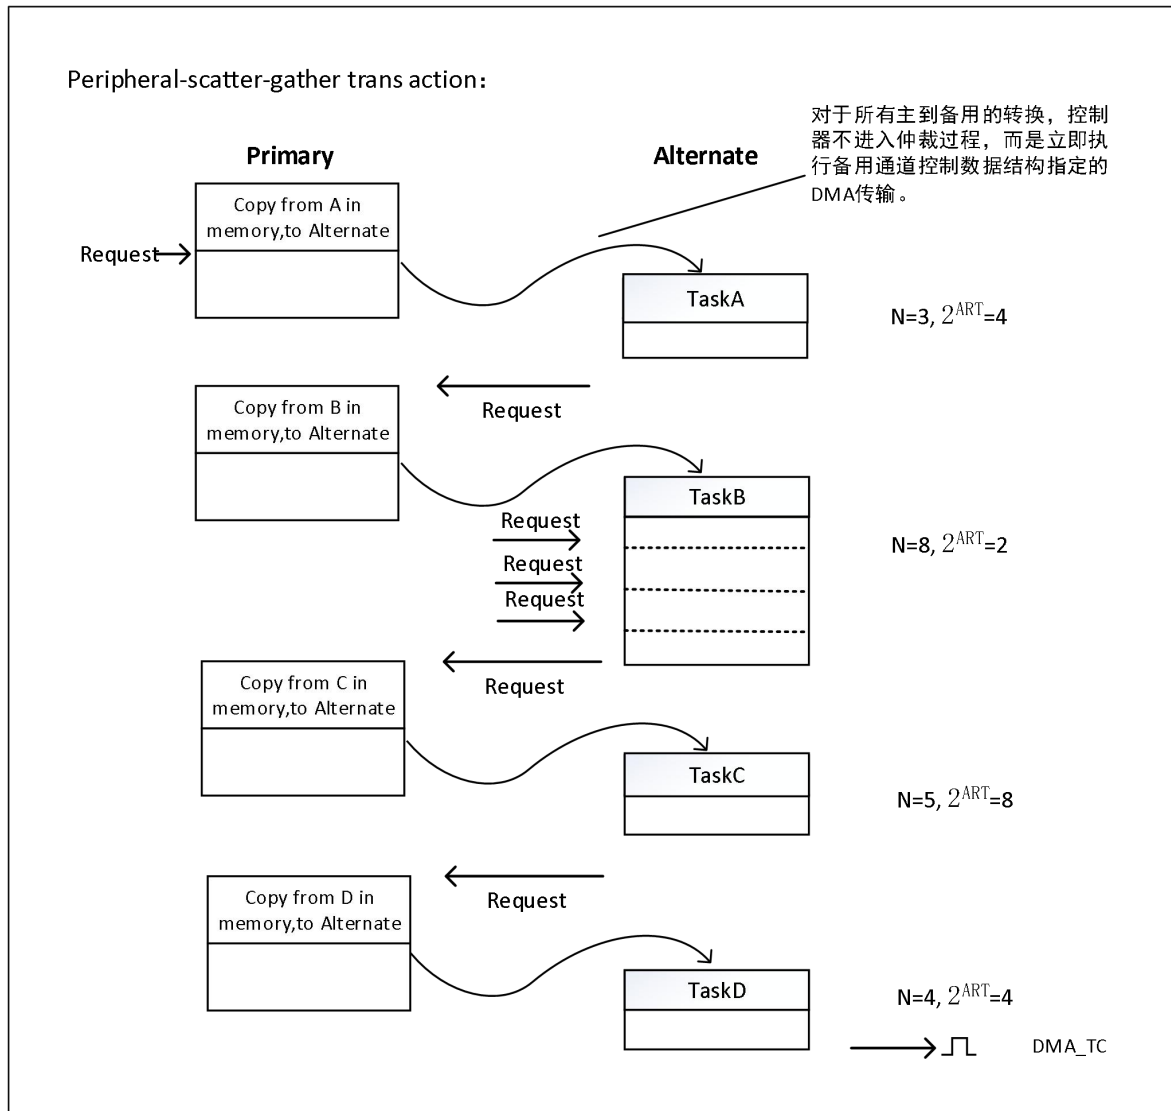 Peripheral-scatter-gather trans action：
对于所有主到备用的转换，控制
器不进入仲裁过程，而是立即执
行备用通道控制数据结构指定的
DMA传输。
Primary
Alternate
Copy from A in
memory,to Alternate
Request
TaskA
N=3, 2^ART=4
Request
Copy from B in
memory,to Alternate
TaskB
Request
Request
Request
N=8, 2^ART=2
Request
Copy from C in
memory,to Alternate
TaskC
N=5, 2^ART=8
Request
Copy from D in
memory,to Alternate
TaskD
N=4, 2^ART=4
DMA_TC